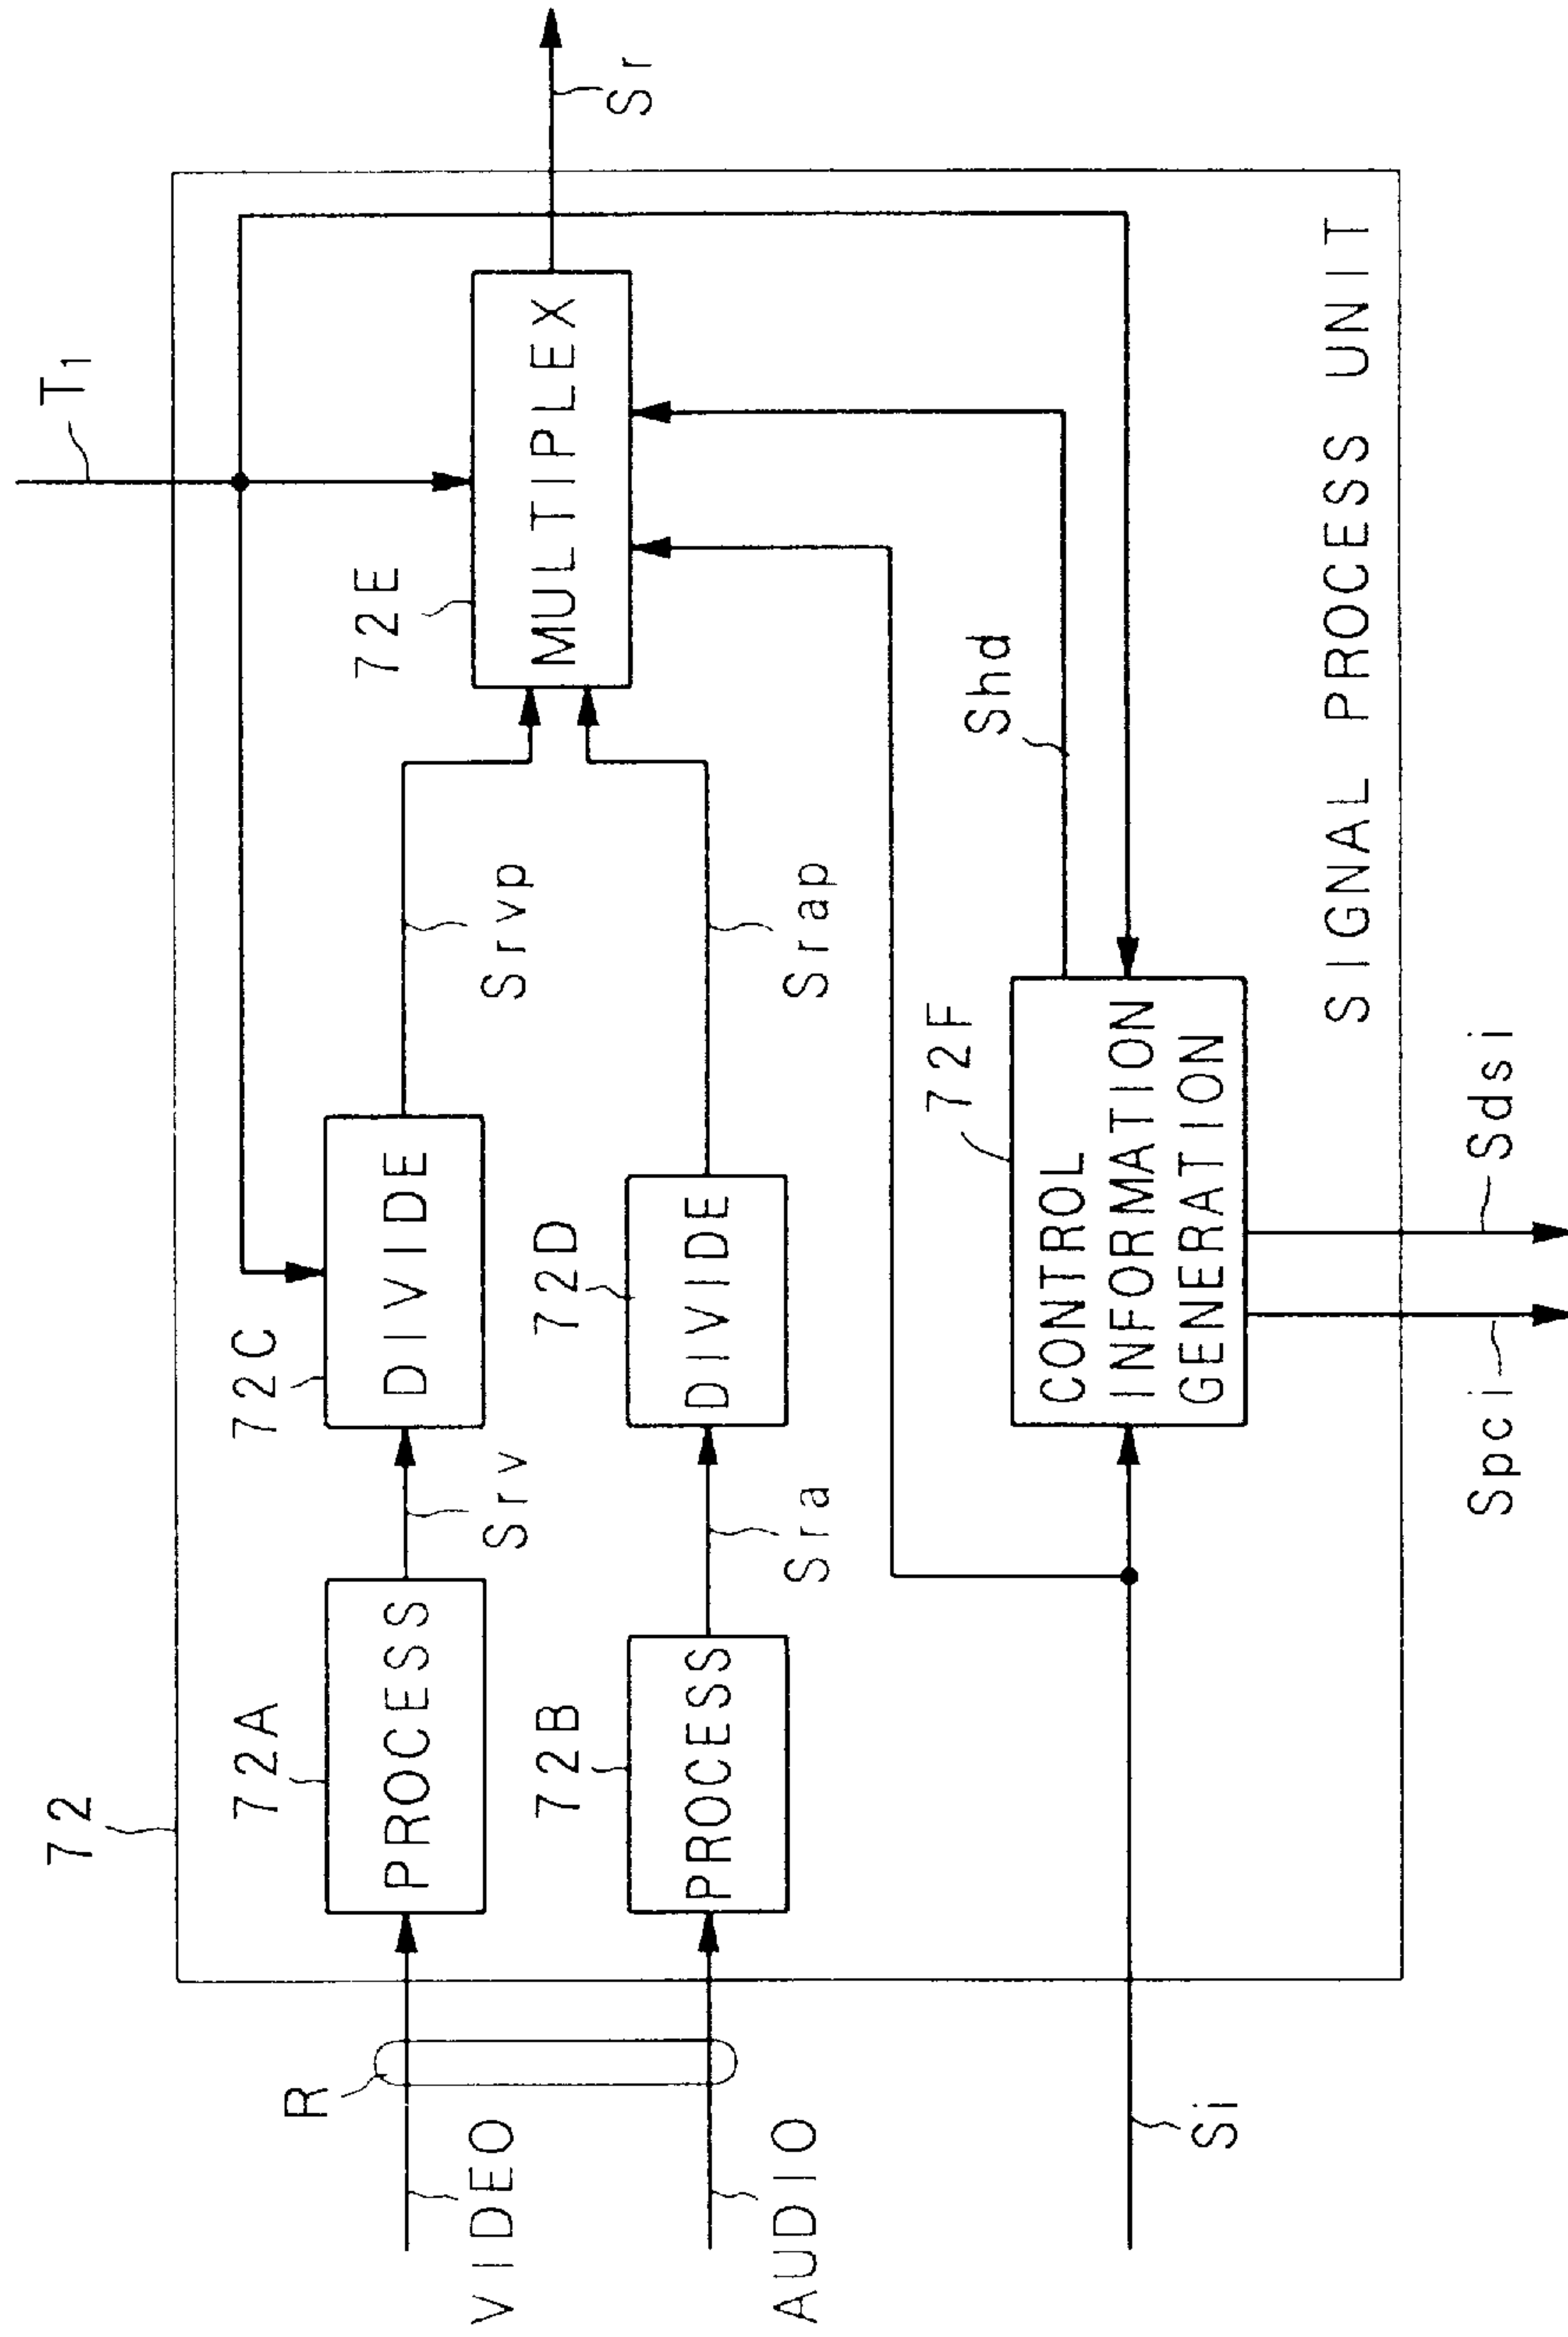 72
T1
72A
PROCESS
Srv
72C
DIVIDE
Srvp
72E
MULTIPLEX
Sr
R
VIDEO
72B
PROCESS
Sra
72D
DIVIDE
Srap
AUDIO
Shd
72F
CONTROL
INFORMATION
GENERATION
Si
SIGNAL PROCESS UNIT
Spci
Sdsi